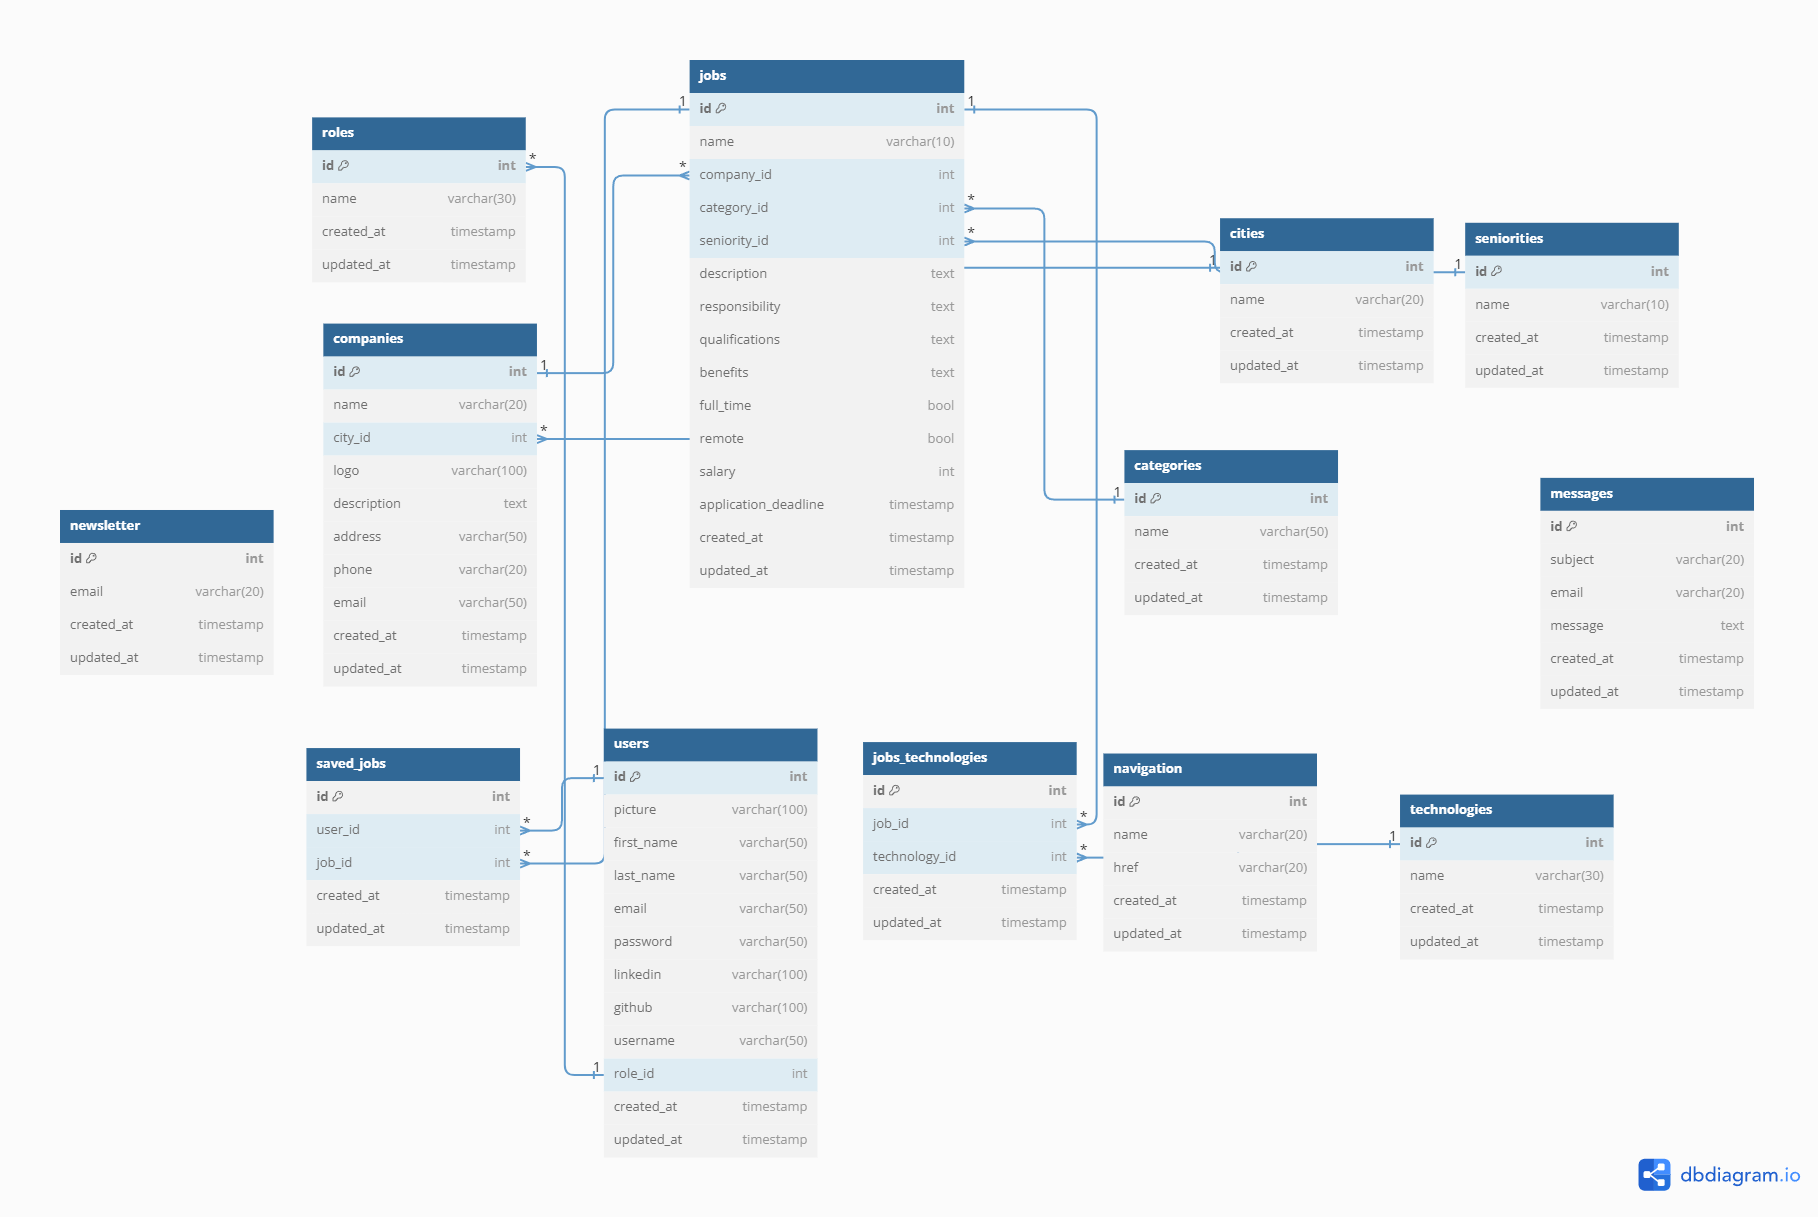 jobs
1 id int 1
name varchar(10)
* company_id int
category_id int *
seniority_id int *
description text
responsibility text
qualifications text
benefits text
full_time bool
remote bool
salary int
application_deadline timestamp
created_at timestamp
updated_at timestamp
roles
id int *
name varchar(30)
created_at timestamp
updated_at timestamp
cities
1 id int
name varchar(20)
created_at timestamp
updated_at timestamp
seniorities
1 id int
name varchar(10)
created_at timestamp
updated_at timestamp
companies
id int 1
name varchar(20)
city_id int *
logo varchar(100)
description text
address varchar(50)
phone varchar(20)
email varchar(50)
created_at timestamp
updated_at timestamp
categories
1 id int
name varchar(50)
created_at timestamp
updated_at timestamp
messages
id int
subject varchar(20)
email varchar(20)
message text
created_at timestamp
updated_at timestamp
newsletter
id int
email varchar(20)
created_at timestamp
updated_at timestamp
saved_jobs
id int
user_id int *
job_id int *
created_at timestamp
updated_at timestamp
users
1 id int
picture varchar(100)
first_name varchar(50)
last_name varchar(50)
email varchar(50)
password varchar(50)
linkedin varchar(100)
github varchar(100)
username varchar(50)
1 role_id int
created_at timestamp
updated_at timestamp
jobs_technologies
id int
job_id int *
technology_id int *
created_at timestamp
updated_at timestamp
navigation
id int
name varchar(20)
href varchar(20)
created_at timestamp
updated_at timestamp
technologies
1 id int
name varchar(30)
created_at timestamp
updated_at timestamp
dbdiagram.io